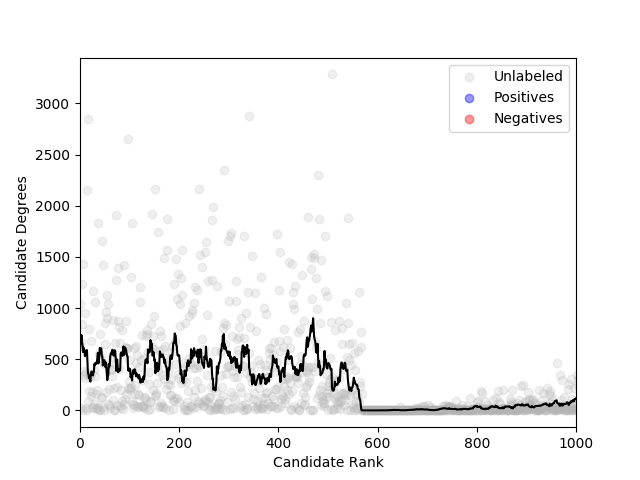 Unlabeled
Positives
Negatives
3000
2500
2000
1500
1000
500
0
Candidate Degrees
0 200 400 600 800 1000
Candidate Rank